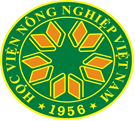 HỌC VIỆN NÔNG NGHIỆP VIỆT NAM
1956